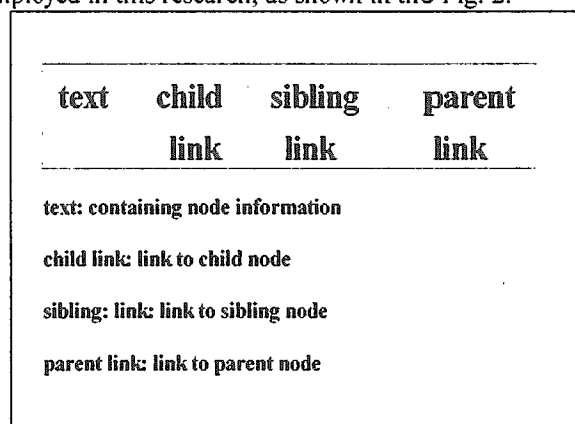 employed in this research, as shown in the Fig. 2.
text child sibling parent
link link link
text: containing node information
child link: link to child node
sibling: link: link to sibling node
parent link: link to parent node